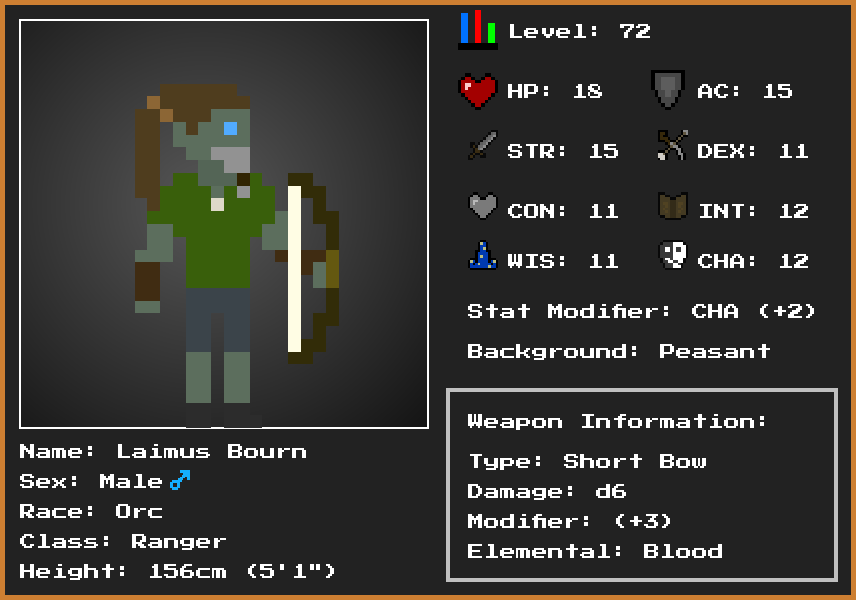 Level: 72
HP: 18 AC: 15
STR: 15 DEX: 11
CON: 11 INT: 12
WIS: 11 CHA: 12
Stat Modifier: CHA (+2)
Background: Peasant
Weapon Information:
Type: Short Bow
Damage: d6
Modifier: (+3)
Elemental: Blood
Name: Laimus Bourn
Sex: Male ♂
Race: Orc
Class: Ranger
Height: 156cm (5'1")